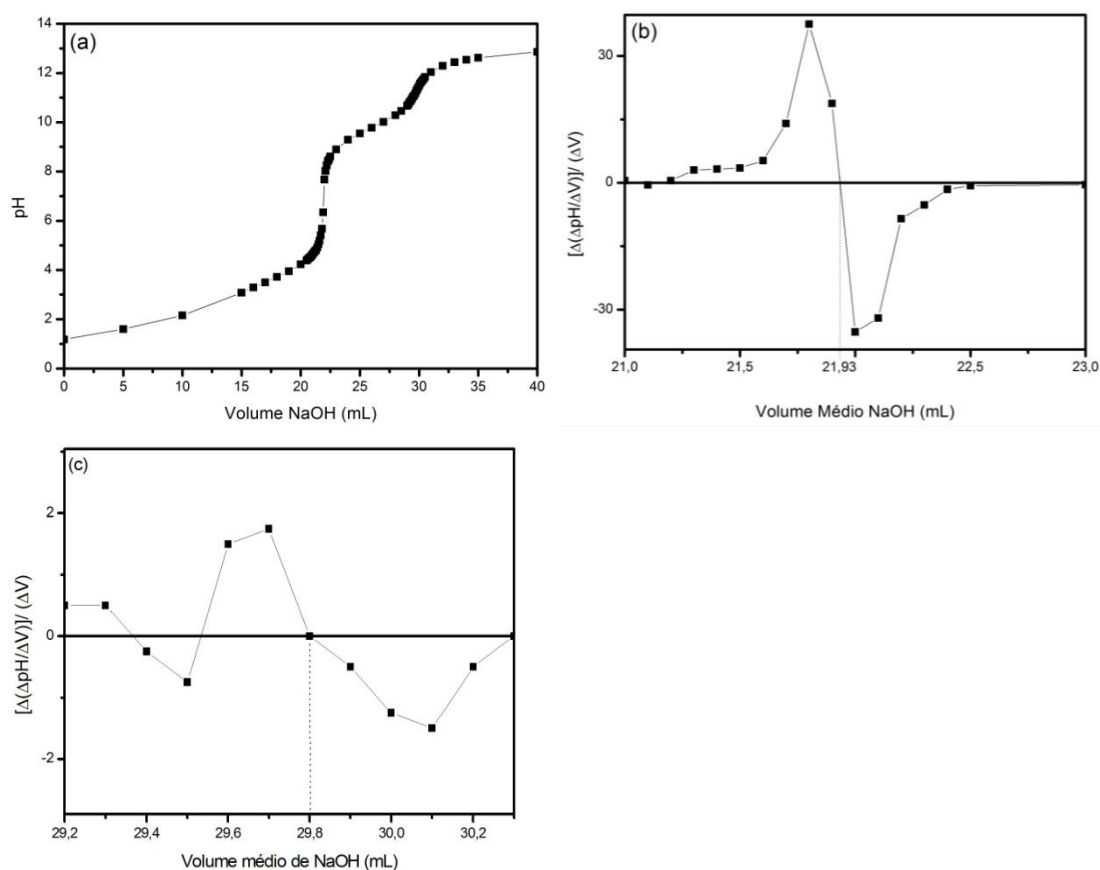 (a)
pH
14
12
10
8
6
4
2
0
0 5 10 15 20 25 30 35 40
Volume NaOH (mL)
(b)
[Δ(ΔpH/ΔV)]/ (ΔV)
30
0
-30
21,0 21,5 21,93 22,5 23,0
Volume Médio NaOH (mL)
(c)
[Δ(ΔpH/ΔV)]/ (ΔV)
2
0
-2
29,2 29,4 29,6 29,8 30,0 30,2
Volume médio de NaOH (mL)